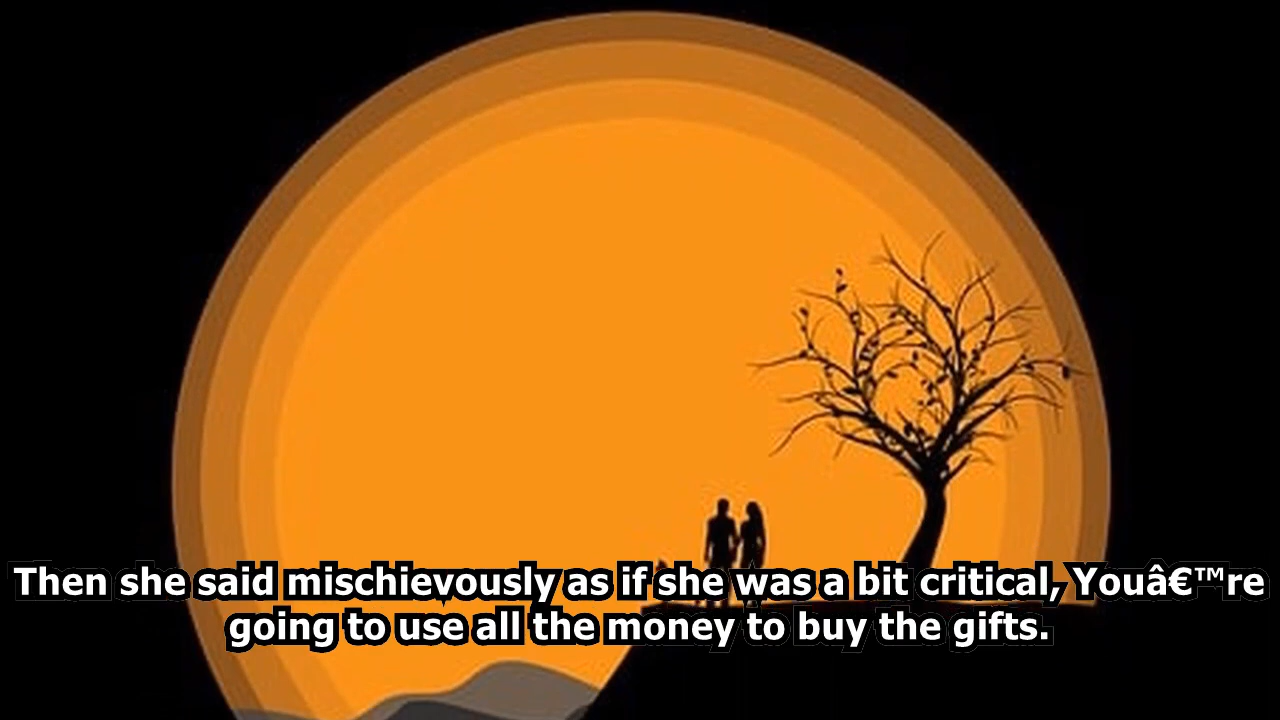 Then she said mischievously as if she was a bit critical, Youâ€™re
going to use all the money to buy the gifts.